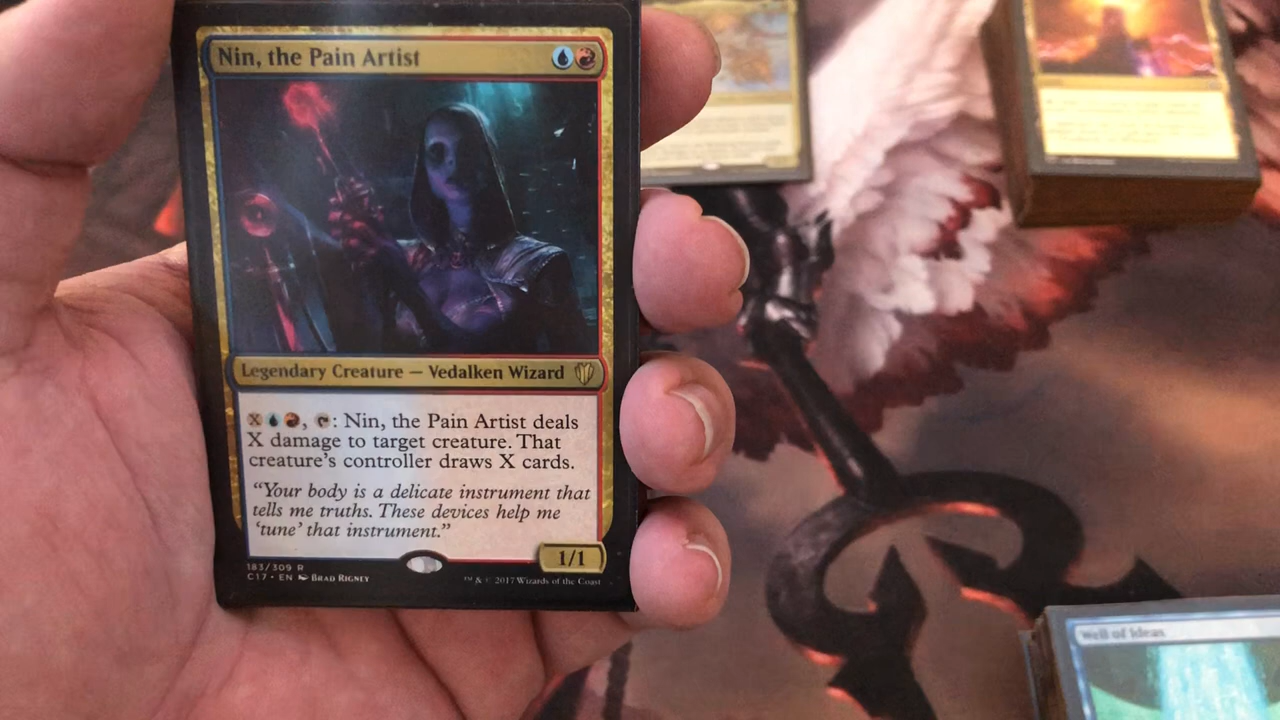 Nin, the Pain Artist
Legendary Creature — Vedalken Wizard
X, : Nin, the Pain Artist deals
X damage to target creature. That
creature's controller draws X cards.
"Your body is a delicate instrument that
tells me truths. These devices help me
'tune' that instrument."
1/1
183/309 R
C17 • EN Brad Rigney
™ & © 2017 Wizards of the Coast
Well of Ideas